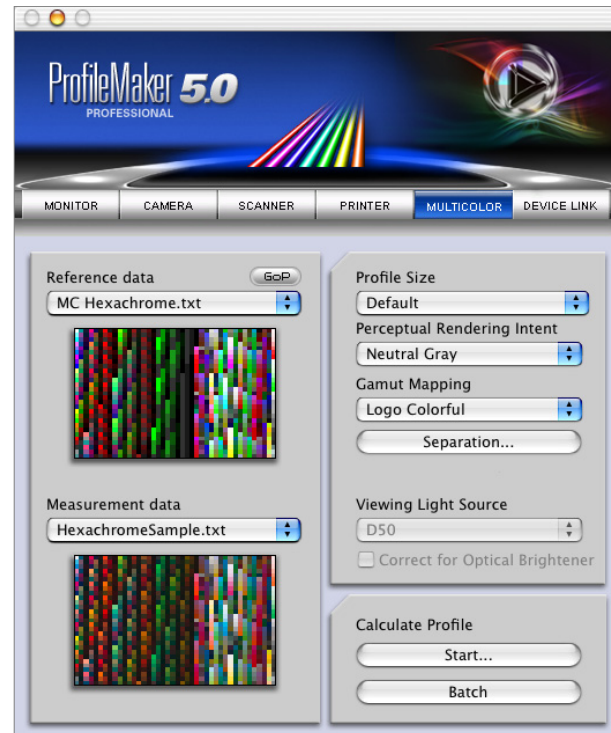 ProfileMaker 5.0
PROFESSIONAL
MONITOR CAMERA SCANNER PRINTER MULTICOLOR DEVICE LINK
Reference data GoP
MC Hexachrome.txt
Measurement data
HexachromeSample.txt
Profile Size
Default
Perceptual Rendering Intent
Neutral Gray
Gamut Mapping
Logo Colorful
Separation...
Viewing Light Source
D50
Correct for Optical Brightener
Calculate Profile
Start...
Batch